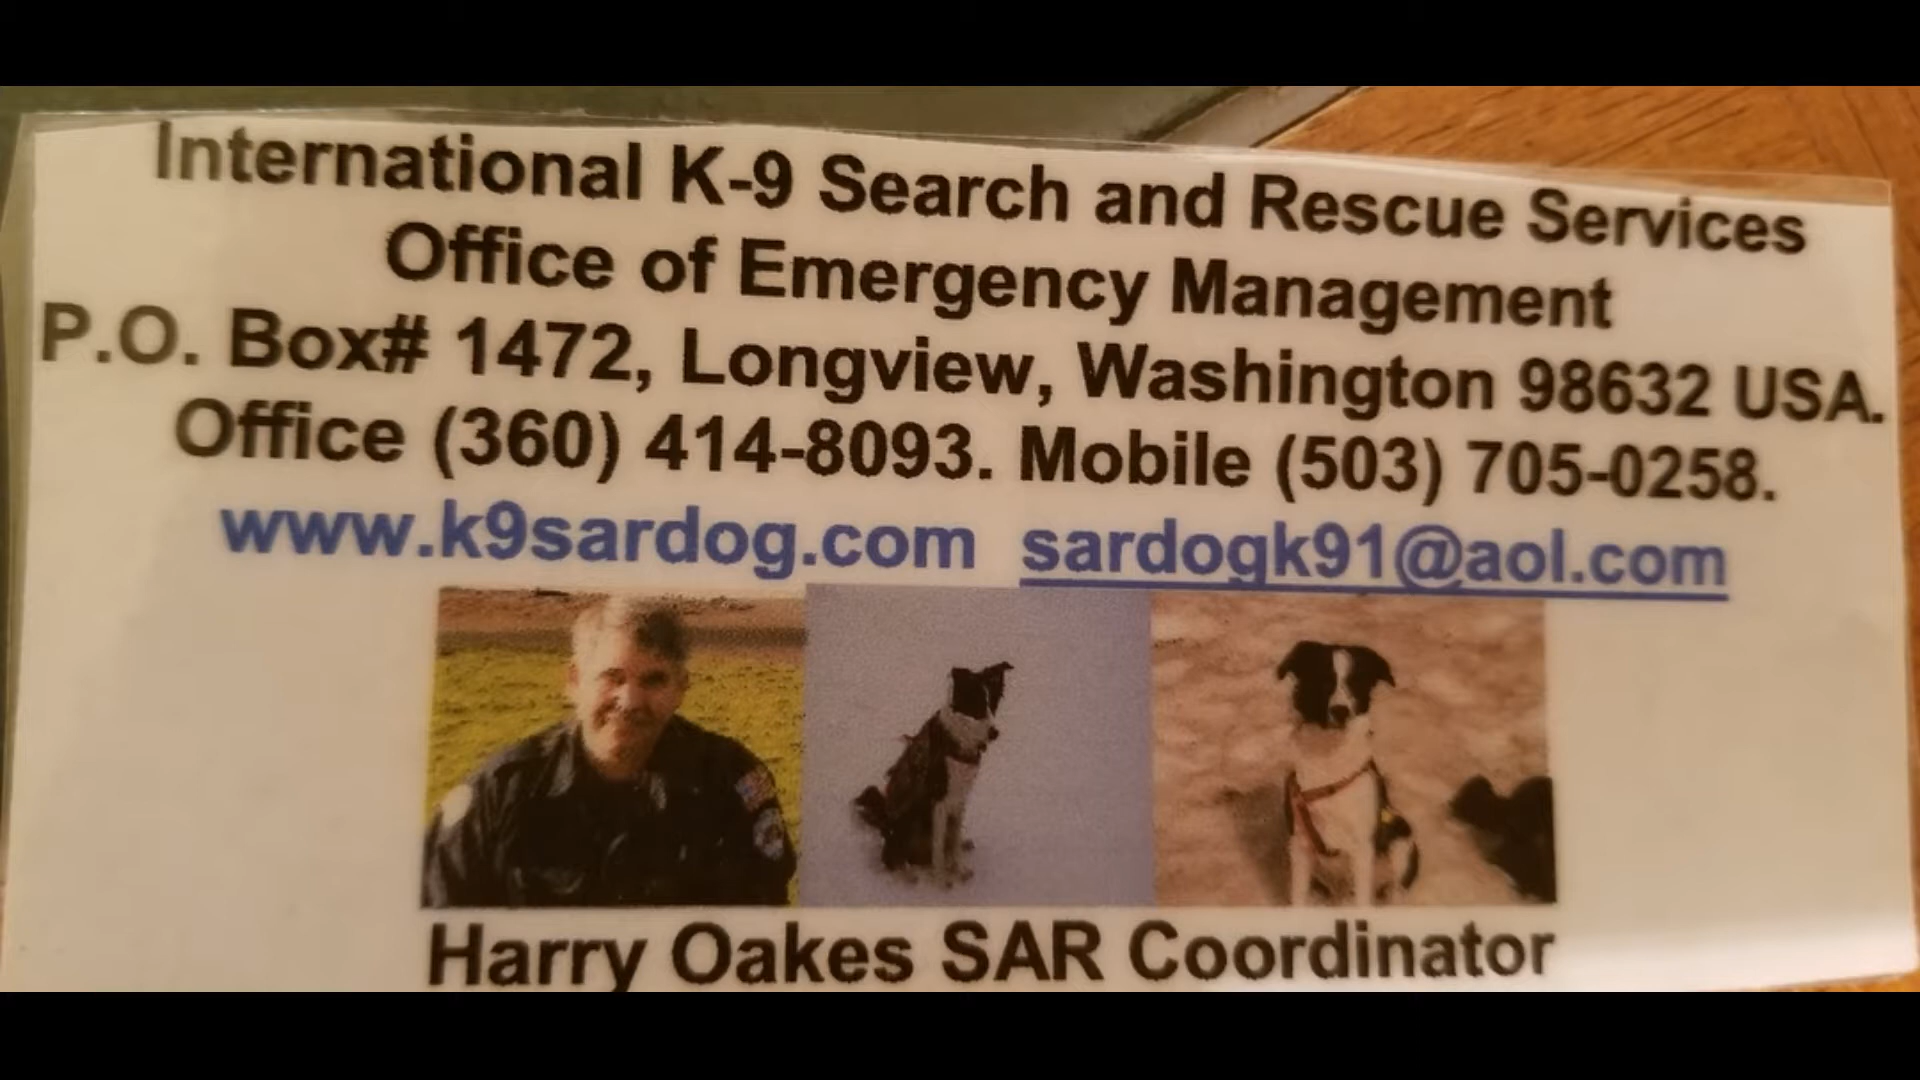 International K-9 Search and Rescue Services
Office of Emergency Management
P.O. Box# 1472, Longview, Washington 98632 USA.
Office (360) 414-8093. Mobile (503) 705-0258.
www.k9sardog.com sardogk91@aol.com
Harry Oakes SAR Coordinator